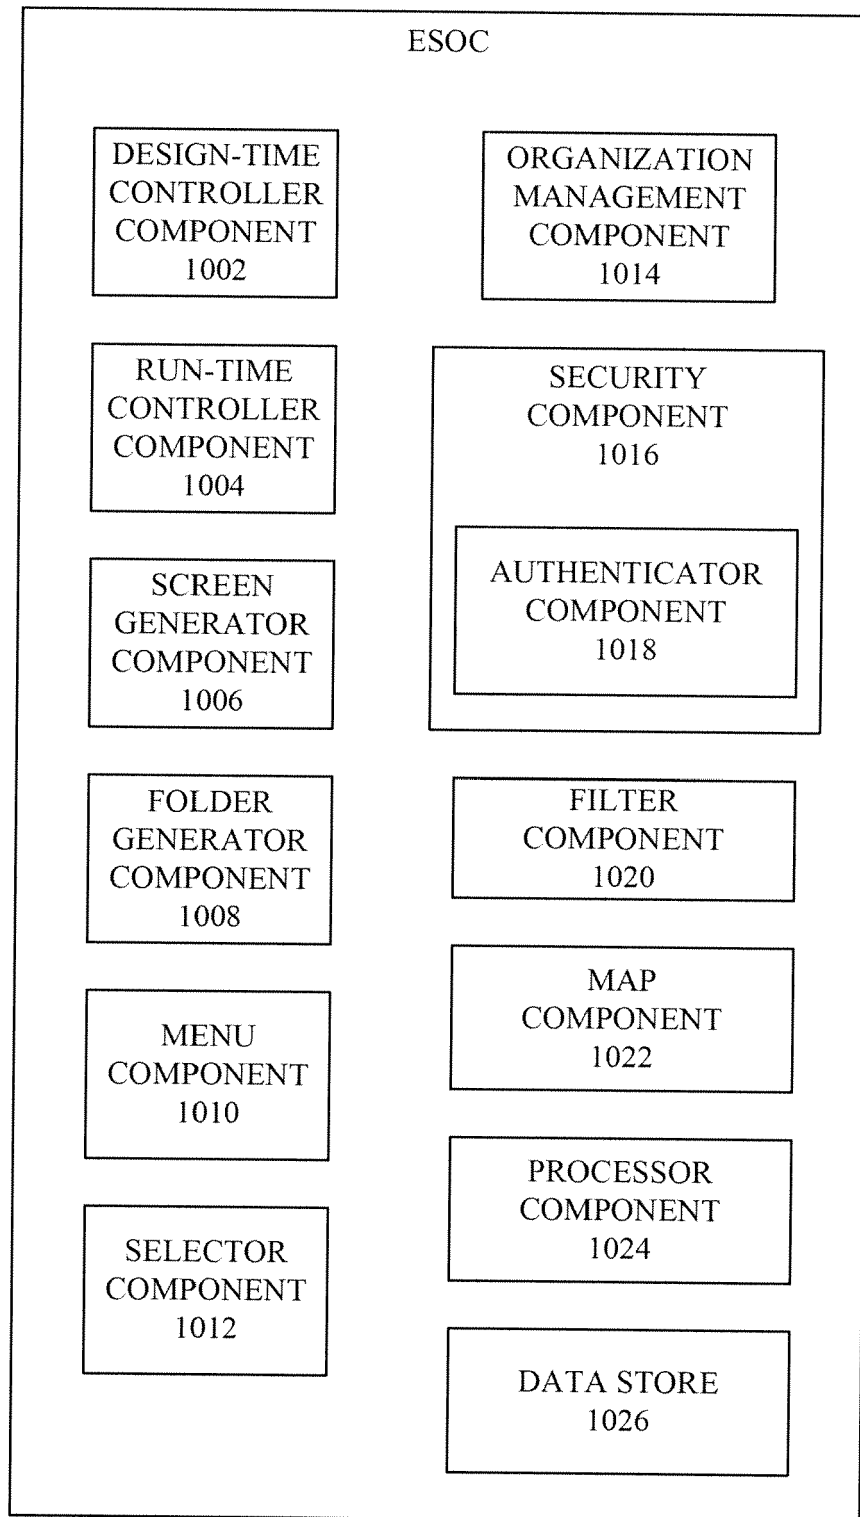 ESOC
DESIGN-TIME
CONTROLLER
COMPONENT
1002
RUN-TIME
CONTROLLER
COMPONENT
1004
SCREEN
GENERATOR
COMPONENT
1006
FOLDER
GENERATOR
COMPONENT
1008
MENU
COMPONENT
1010
SELECTOR
COMPONENT
1012
ORGANIZATION
MANAGEMENT
COMPONENT
1014
SECURITY
COMPONENT
1016
AUTHENTICATOR
COMPONENT
1018
FILTER
COMPONENT
1020
MAP
COMPONENT
1022
PROCESSOR
COMPONENT
1024
DATA STORE
1026